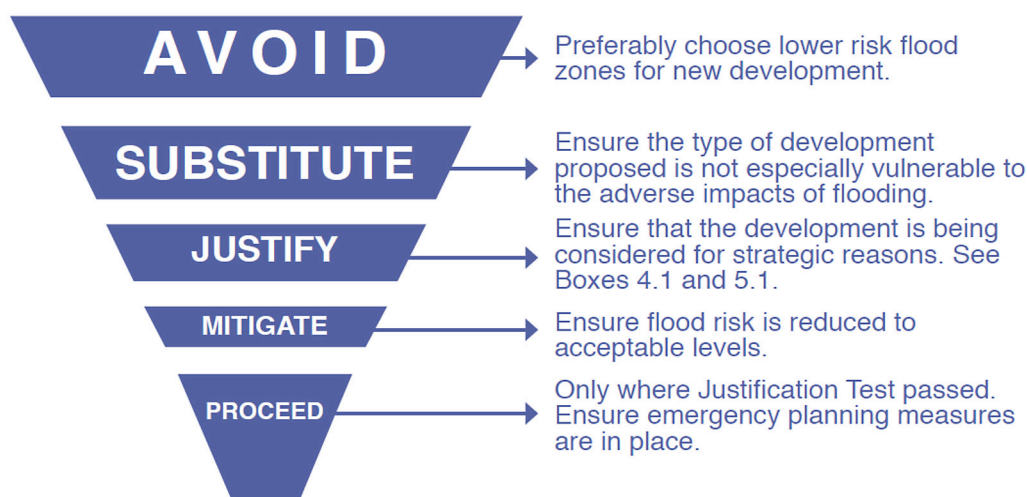 AVOID
Preferably choose lower risk flood
zones for new development.
SUBSTITUTE
Ensure the type of development
proposed is not especially vulnerable to
the adverse impacts of flooding.
JUSTIFY
Ensure that the development is being
considered for strategic reasons. See
Boxes 4.1 and 5.1.
MITIGATE
Ensure flood risk is reduced to
acceptable levels.
PROCEED
Only where Justification Test passed.
Ensure emergency planning measures
are in place.